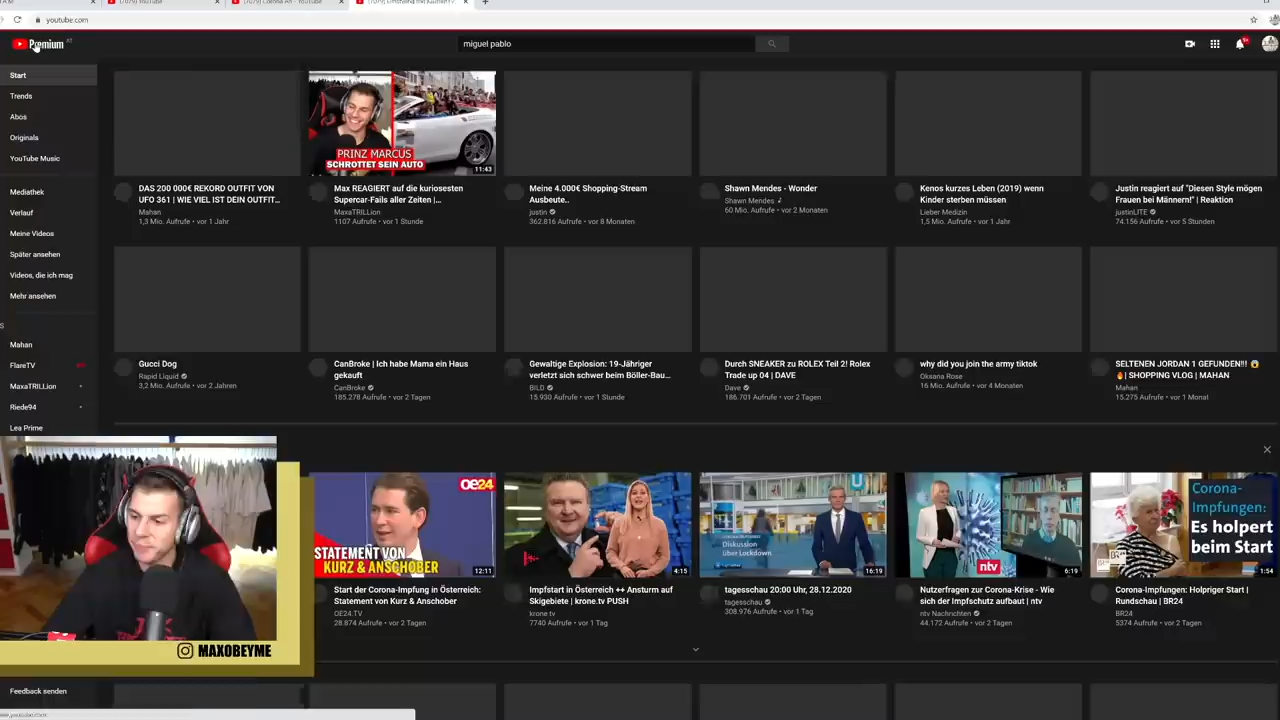 (7079) YouTube
youtube.com
Premium AT
miguel pablo
9+
Start
Trends
Abos
Originals
YouTube Music
Mediathek
Verlauf
Meine Videos
Später ansehen
Videos, die ich mag
Mehr ansehen
S
Mahan
FlareTV
MaxaTRILLion
Riede94
Lea Prime
PRINZ MARCUS
SCHROTTET SEIN AUTO
11:43
DAS 200 000€ REKORD OUTFIT VON
UFO 361 | WIE VIEL IST DEIN OUTFIT...
Mahan
1,3 Mio. Aufrufe • vor 1 Jahr
Max REAGIERT auf die kuriosesten
Supercar-Fails aller Zeiten |...
MaxaTRILLion
1107 Aufrufe • vor 1 Stunde
Meine 4.000€ Shopping-Stream
Ausbeute..
justin
362.816 Aufrufe • vor 8 Monaten
Shawn Mendes - Wonder
Shawn Mendes
60 Mio. Aufrufe • vor 2 Monaten
Kenos kurzes Leben (2019) wenn
Kinder sterben müssen
Lieber Medizin
1,5 Mio. Aufrufe • vor 1 Jahr
Justin reagiert auf "Diesen Style mögen
Frauen bei Männern!" | Reaktion
justinLITE
74.156 Aufrufe • vor 5 Stunden
Gucci Dog
Rapid Liquid
3,2 Mio. Aufrufe • vor 2 Jahren
CanBroke | Ich habe Mama ein Haus
gekauft
CanBroke
185.278 Aufrufe • vor 2 Tagen
Gewaltige Explosion: 19-Jähriger
verletzt sich schwer beim Böller-Bau...
BILD
15.930 Aufrufe • vor 1 Stunde
Durch SNEAKER zu ROLEX Teil 2! Rolex
Trade up 04 | DAVE
Dave
186.701 Aufrufe • vor 2 Tagen
why did you join the army tiktok
Oksana Rose
16 Mio. Aufrufe • vor 4 Monaten
SELTENEN JORDAN 1 GEFUNDEN!!! 😱
🔥| SHOPPING VLOG | MAHAN
Mahan
15.275 Aufrufe • vor 1 Monat
oe24
STATEMENT VON
KURZ & ANSCHOBER
12:11
4:15
Diskussion
über Lockdown
16:19
ntv
6:19
Corona-
Impfungen:
Es holpert
beim Start
BR24
1:54
Start der Corona-Impfung in Österreich:
Statement von Kurz & Anschober
OE24.TV
28.874 Aufrufe • vor 2 Tagen
Impfstart in Österreich ++ Ansturm auf
Skigebiete | krone.tv PUSH
krone tv
7740 Aufrufe • vor 1 Tag
tagesschau 20:00 Uhr, 28.12.2020
tagesschau
308.976 Aufrufe • vor 1 Tag
Nutzerfragen zur Corona-Krise - Wie
sich der Impfschutz aufbaut | ntv
ntv Nachrichten
44.172 Aufrufe • vor 2 Tagen
Corona-Impfungen: Holpriger Start |
Rundschau | BR24
BR24
5374 Aufrufe • vor 2 Tagen
MAXOBEYME
Feedback senden
www.youtube.com